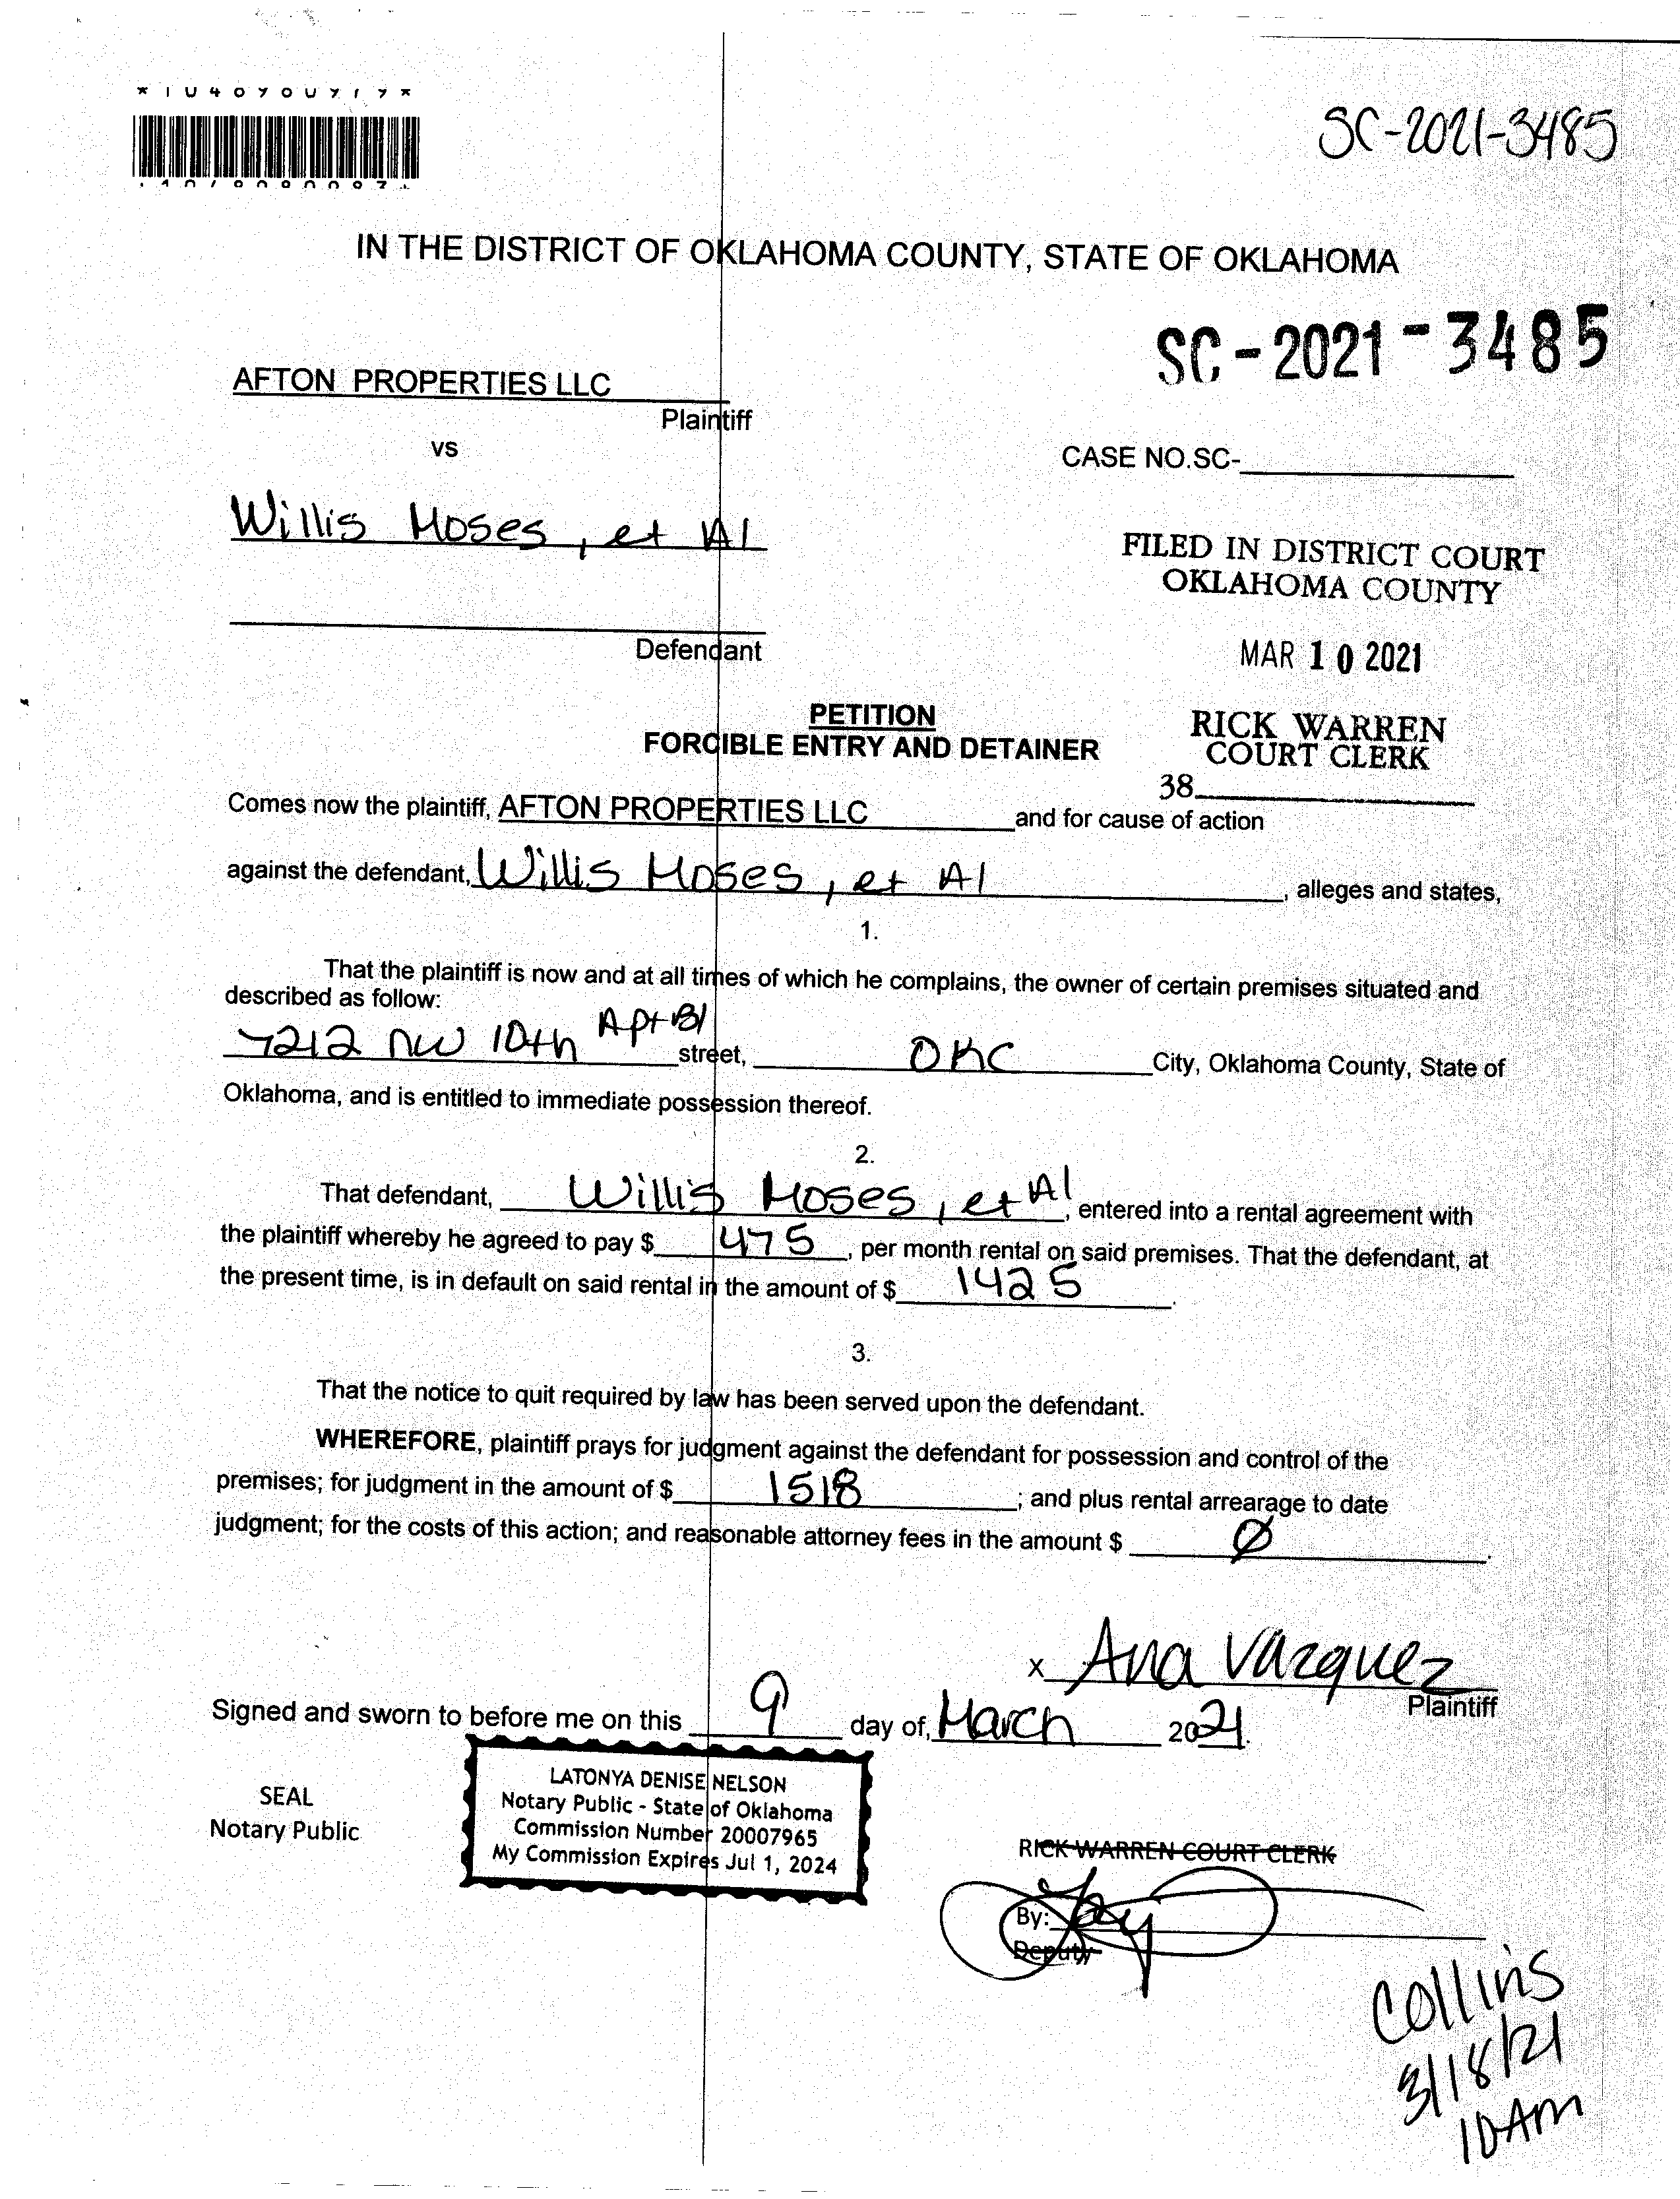 SC-2021-3485
IN THE DISTRICT OF OKLAHOMA COUNTY, STATE OF OKLAHOMA
SC-2021-3485
AFTON PROPERTIES LLC
Plaintiff
vs
CASE NO.SC-
Willis Moses, et Al
FILED IN DISTRICT COURT
OKLAHOMA COUNTY
Defendant
MAR 10 2021
PETITION
FORCIBLE ENTRY AND DETAINER
RICK WARREN
COURT CLERK
38
Comes now the plaintiff, AFTON PROPERTIES LLC and for cause of action
against the defendant, Willis Moses, et Al, alleges and states,
1.
That the plaintiff is now and at all times of which he complains, the owner of certain premises situated and
described as follow:
7212 NW 10th Apt B1 street, OKC City, Oklahoma County, State of
Oklahoma, and is entitled to immediate possession thereof.
2.
That defendant, Willis Moses, et Al, entered into a rental agreement with
the plaintiff whereby he agreed to pay $ 475, per month rental on said premises. That the defendant, at
the present time, is in default on said rental in the amount of $ 1425.
3.
That the notice to quit required by law has been served upon the defendant.
WHEREFORE, plaintiff prays for judgment against the defendant for possession and control of the
premises; for judgment in the amount of $ 1518; and plus rental arrearage to date
judgment; for the costs of this action; and reasonable attorney fees in the amount $ Ø.
x Ana Vazquez
Plaintiff
Signed and sworn to before me on this 9 day of, March 2021.
SEAL
Notary Public
LATONYA DENISE NELSON
Notary Public - State of Oklahoma
Commission Number 20007965
My Commission Expires Jul 1, 2024
RICK WARREN COURT CLERK
By:
Deputy
Collins
3/18/21
10AM